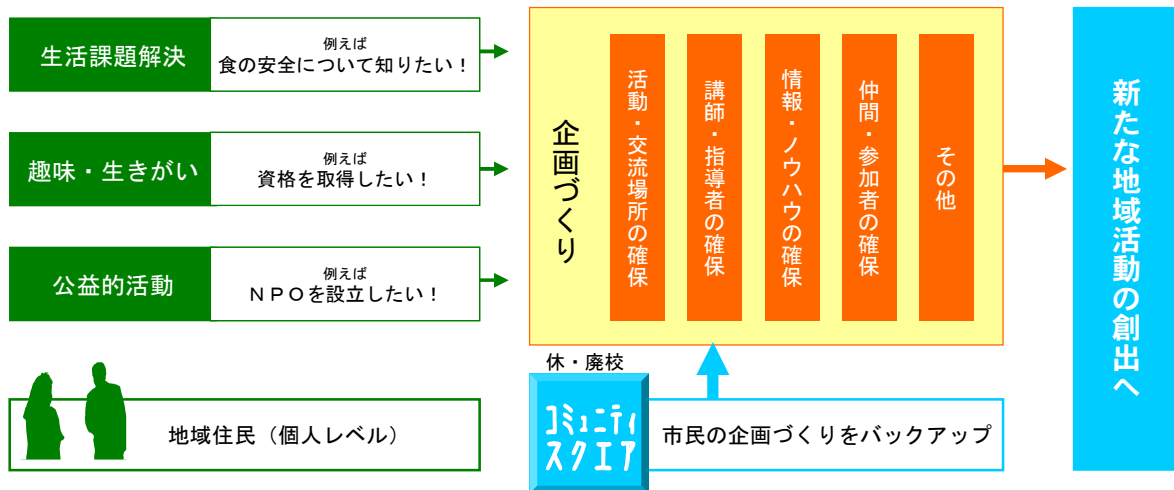 生活課題解決
例えば
食の安全について知りたい！
趣味・生きがい
例えば
資格を取得したい！
公益的活動
例えば
ＮＰＯを設立したい！
地域住民（個人レベル）
企画づくり
活動・交流場所の確保
講師・指導者の確保
情報・ノウハウの確保
仲間・参加者の確保
その他
休・廃校
コミュニティ
スクエア
市民の企画づくりをバックアップ
新たな地域活動の創出へ